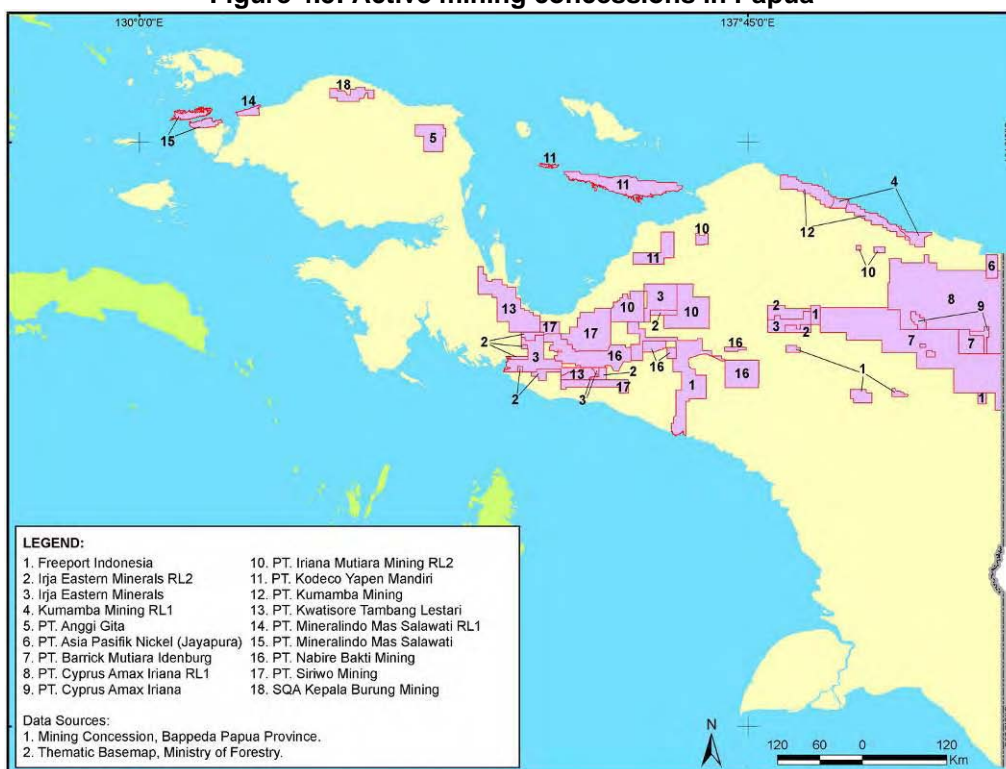 Active mining concessions in Papua
130°0'0"E
137°45'0"E
18
14
15
5
11
11
4
12
10
10
11
6
13
3
10
10
2
8
9
2
1
17
17
3
2
7
7
2
3
16
16
16
16
13
2
1
1
2
3
17
1
LEGEND:
1. Freeport Indonesia
2. Irja Eastern Minerals RL2
3. Irja Eastern Minerals
4. Kumamba Mining RL1
5. PT. Anggi Gita
6. PT. Asia Pasifik Nickel (Jayapura)
7. PT. Barrick Mutiara Idenburg
8. PT. Cyprus Amax Iriana RL1
9. PT. Cyprus Amax Iriana
10. PT. Iriana Mutiara Mining RL2
11. PT. Kodeco Yapen Mandiri
12. PT. Kumamba Mining
13. PT. Kwatisore Tambang Lestari
14. PT. Mineralindo Mas Salawati RL1
15. PT. Mineralindo Mas Salawati
16. PT. Nabire Bakti Mining
17. PT. Siriwo Mining
18. SQA Kepala Burung Mining
Data Sources:
1. Mining Concession, Bappeda Papua Province.
2. Thematic Basemap, Ministry of Forestry.
N
120 60 0 120
Km